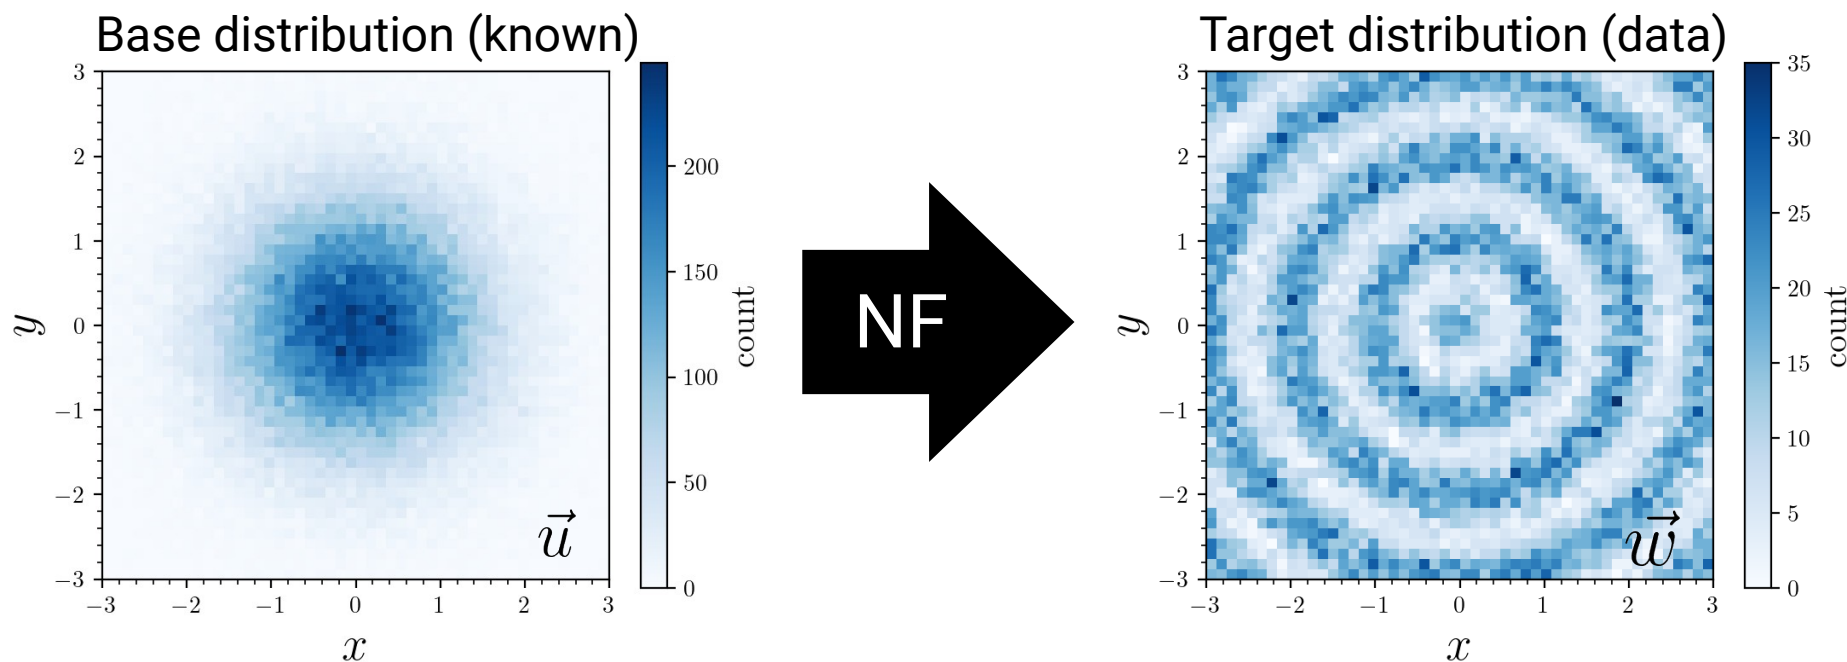 Base distribution (known)
3
2
1
0
−1
−2
−3
y
−3 −2 −1 0 1 2 3
x
u⃗
200
150
100
50
0
count
NF
Target distribution (data)
3
2
1
0
−1
−2
−3
y
−3 −2 −1 0 1 2 3
x
w⃗
35
30
25
20
15
10
5
0
count